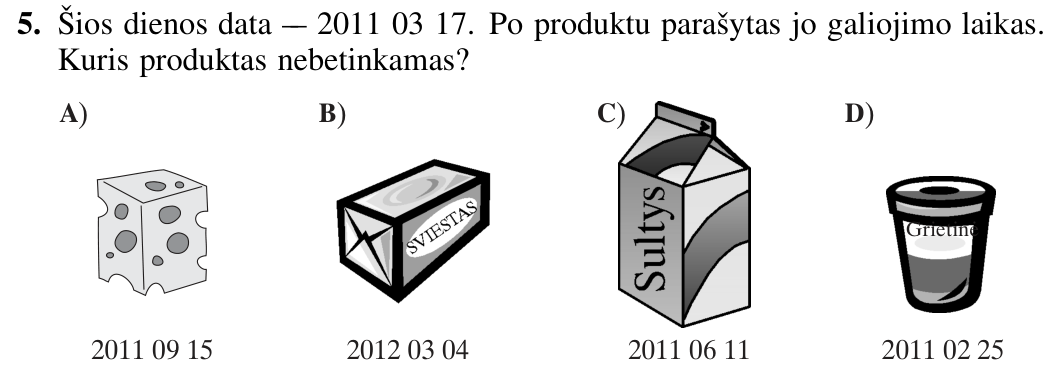 5. Šios dienos data — 2011 03 17. Po produktu parašytas jo galiojimo laikas.
Kuris produktas nebetinkamas?
A)
B)
C)
D)
SVIESTAS
Sultys
Grietinė
2011 09 15
2012 03 04
2011 06 11
2011 02 25